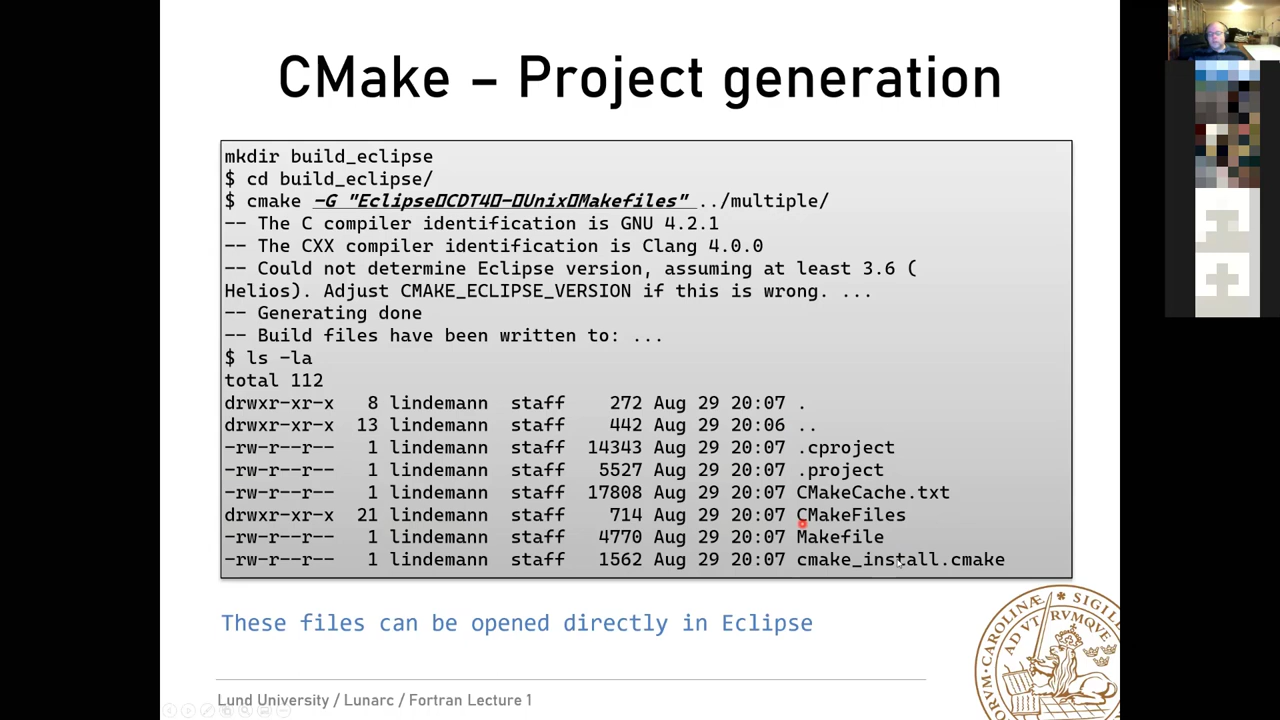 CMake – Project generation
mkdir build_eclipse
$ cd build_eclipse/
$ cmake -G "Eclipse CDT4 - Unix Makefiles" ../multiple/
-- The C compiler identification is GNU 4.2.1
-- The CXX compiler identification is Clang 4.0.0
-- Could not determine Eclipse version, assuming at least 3.6 (
Helios). Adjust CMAKE_ECLIPSE_VERSION if this is wrong. ...
-- Generating done
-- Build files have been written to: ...
$ ls -la
total 112
drwxr-xr-x 8 lindemann staff 272 Aug 29 20:07 .
drwxr-xr-x 13 lindemann staff 442 Aug 29 20:06 ..
-rw-r--r-- 1 lindemann staff 14343 Aug 29 20:07 .cproject
-rw-r--r-- 1 lindemann staff 5527 Aug 29 20:07 .project
-rw-r--r-- 1 lindemann staff 17808 Aug 29 20:07 CMakeCache.txt
drwxr-xr-x 21 lindemann staff 714 Aug 29 20:07 CMakeFiles
-rw-r--r-- 1 lindemann staff 4770 Aug 29 20:07 Makefile
-rw-r--r-- 1 lindemann staff 1562 Aug 29 20:07 cmake_install.cmake
These files can be opened directly in Eclipse
Lund University / Lunarc / Fortran Lecture 1
CAROLINÆ * SIGIL
AD VTRVMQVE